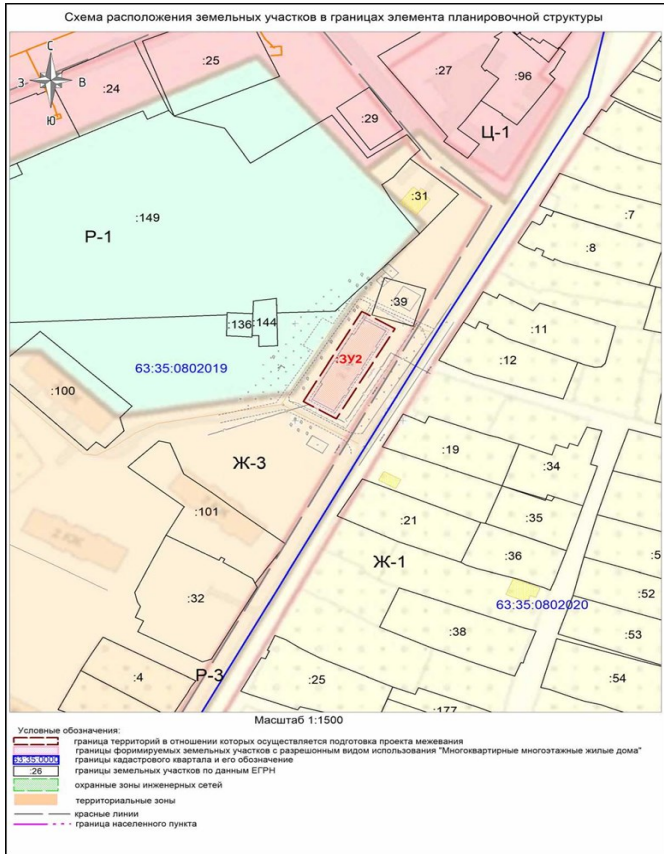 Схема расположения земельных участков в границах элемента планировочной структуры
С
З
В
Ю
:24
:25
:27
:96
:29
Ц-1
:31
:149
Р-1
:7
:8
:39
:136
:144
:11
:12
:ЗУ2
63:35:0802019
:100
Ж-3
:19
:34
:101
:21
:35
:36
Ж-1
:32
63:35:0802020
:52
:38
:53
Р-3
:4
:25
:54
:177
Масштаб 1:1500
Условные обозначения:
граница территорий в отношении которых осуществляется подготовка проекта межевания
границы форимируемых земельных участков с разрешонным видом использования "Многоквартирные многоэтажные жилые дома"
63:35:0000
границы кадастрового квартала и его обозначение
:26
границы земельных участков по данным ЕГРН
охранные зоны инженерных сетей
территориальные зоны
красные линии
граница населенного пункта